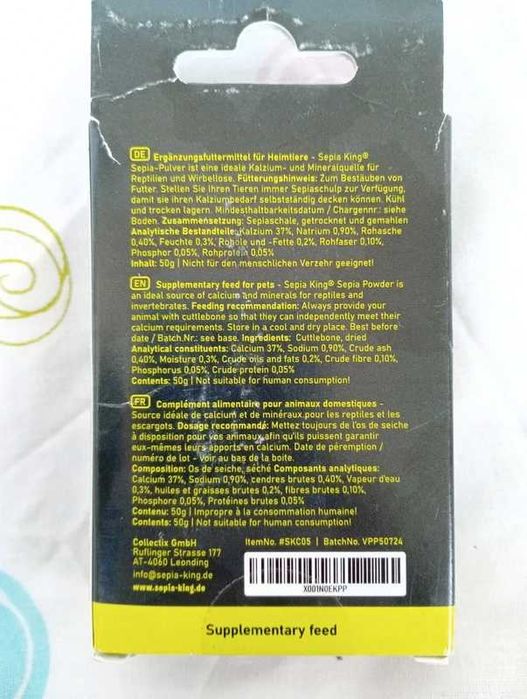 DE Ergänzungsfuttermittel für Heimtiere - Sepia King®
Sepia-Pulver ist eine ideale Kalzium- und Mineralquelle für
Reptilien und Wirbellose. Fütterungshinweis: Zum Bestäuben von
Futter. Stellen Sie Ihren Tieren immer Sepiaschulp zur Verfügung,
damit sie ihren Kalziumbedarf selbstständig decken können. Kühl
und trocken lagern. Mindesthaltbarkeitsdatum / Chargennr.: siehe
Boden. Zusammensetzung: Sepiaschale, getrocknet und gemahlen
Analytische Bestandteile: Kalzium 37%, Natrium 0,90%, Rohasche
0,40%, Feuchte 0,3%, Rohöle und -Fette 0,2%, Rohfaser 0,10%,
Phosphor 0,05%, Rohprotein 0,05%
Inhalt: 50g | Nicht für den menschlichen Verzehr geeignet!
EN Supplementary feed for pets - Sepia King® Sepia Powder is
an ideal source of calcium and minerals for reptiles and
invertebrates. Feeding recommendation: Always provide your
animal with cuttlebone so that they can independently meet their
calcium requirements. Store in a cool and dry place. Best before
date / Batch.Nr.: see base. Ingredients: Cuttlebone, dried
Analytical constituents: Calcium 37%, Sodium 0,90%, Crude ash
0,40%, Moisture 0,3%, Crude oils and fats 0,2%, Crude fibre 0,10%,
Phosphorus 0,05%, Crude protein 0,05%
Contents: 50g | Not suitable for human consumption!
FR Complément alimentaire pour animaux domestiques -
Source idéale de calcium et de minéraux pour les reptiles et les
escargots. Dosage recommandé: Mettez toujours de l'os de seiche
à disposition pour vos animaux afin qu'ils puissent garantir
eux-mêmes leurs apports en calcium. Date de péremption /
numéro de lot - Voir au bas de la boite.
Composition: Os de seiche, séché Composants analytiques:
Calcium 37%, Sodium 0,90%, cendres brutes 0,40%, Vapeur d'eau
0,3%, huiles et graisses brutes 0,2%, fibres brutes 0,10%,
Phosphore 0,05%, Protéines brutes 0,05%
Contenu: 50g | Impropre à la consommation humaine!
Contents: 50g | Not suitable for human consumption!
Collectix GmbH
Ruflinger Strasse 177
AT-4060 Leonding
info@sepia-king.de
www.sepia-king.de
ItemNo. #SKC05 | BatchNo. VPP50724
X001N0EKPP
Supplementary feed